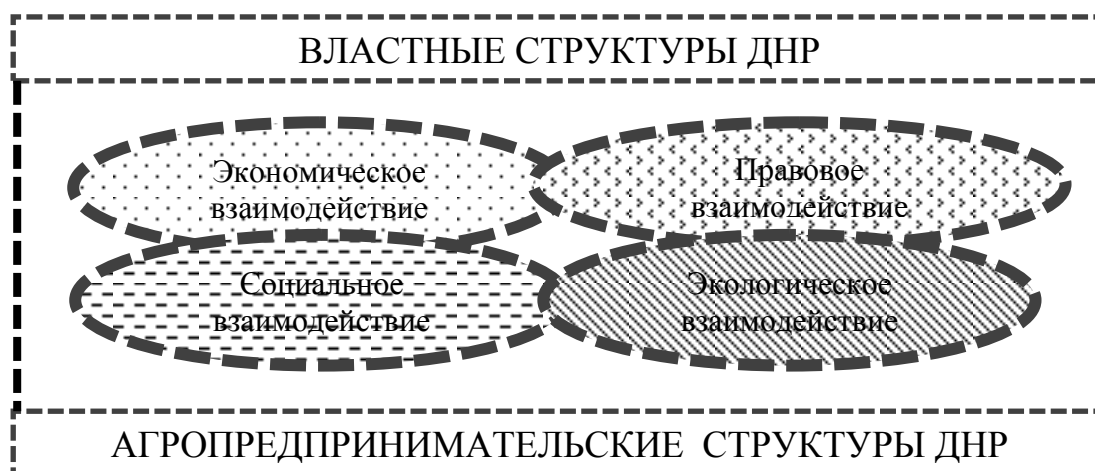 ВЛАСТНЫЕ СТРУКТУРЫ ДНР
Экономическое
взаимодействие
Правовое
взаимодействие
Социальное
взаимодействие
Экологическое
взаимодействие
АГРОПРЕДПРИНИМАТЕЛЬСКИЕ СТРУКТУРЫ ДНР